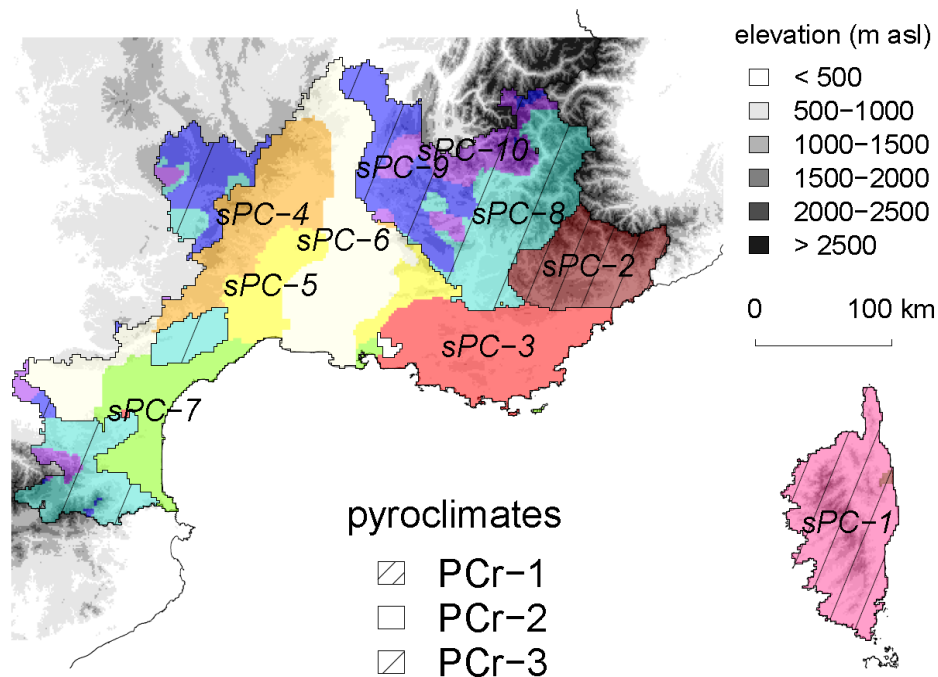 elevation (m asl)
< 500
500−1000
1000−1500
1500−2000
2000−2500
> 2500
0 100 km
sPC−10
sPC−9
sPC−4
sPC−8
sPC−6
sPC−2
sPC−5
sPC−3
sPC−7
sPC−1
pyroclimates
PCr−1
PCr−2
PCr−3